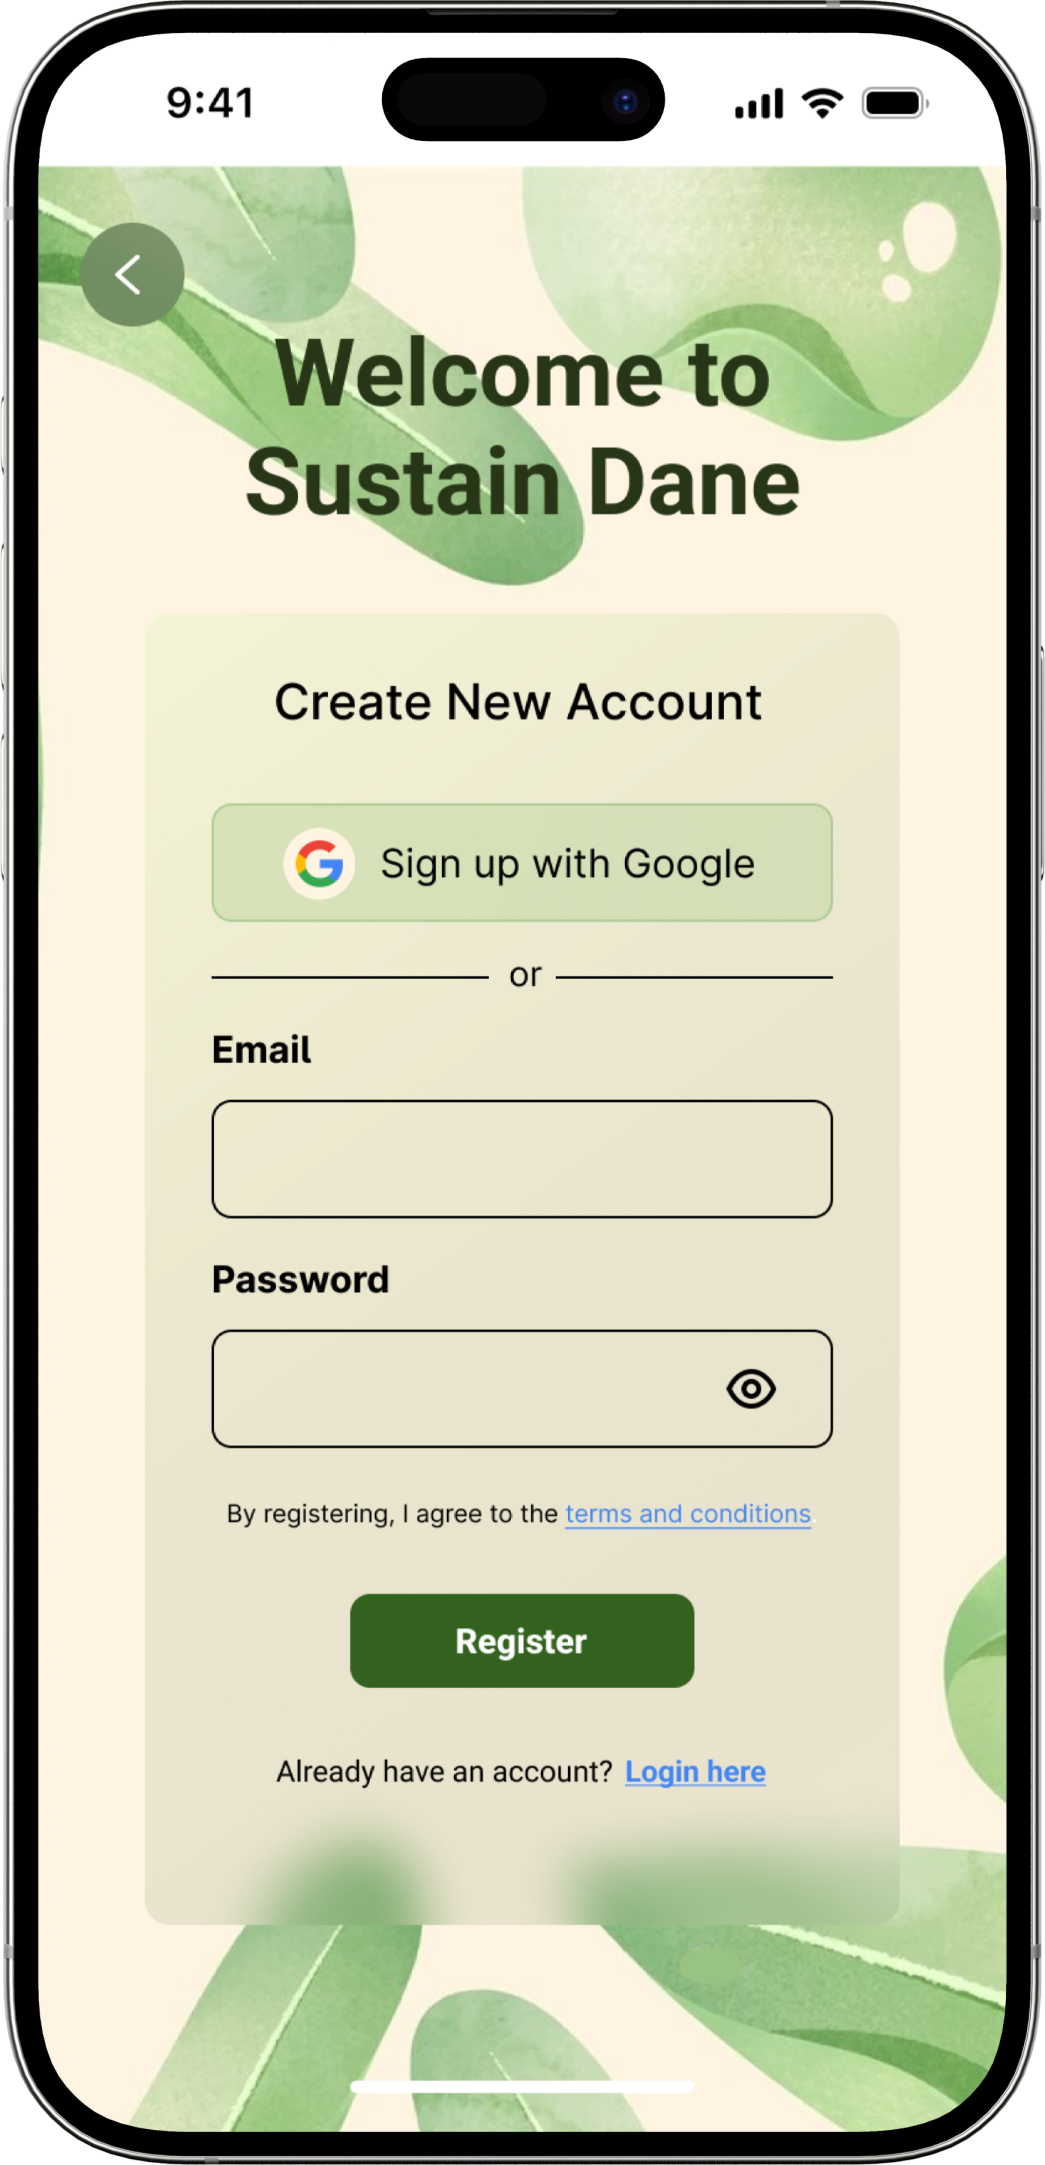 9:41
Welcome to
Sustain Dane
Create New Account
Sign up with Google
or
Email
Password
By registering, I agree to the terms and conditions.
Register
Already have an account? Login here